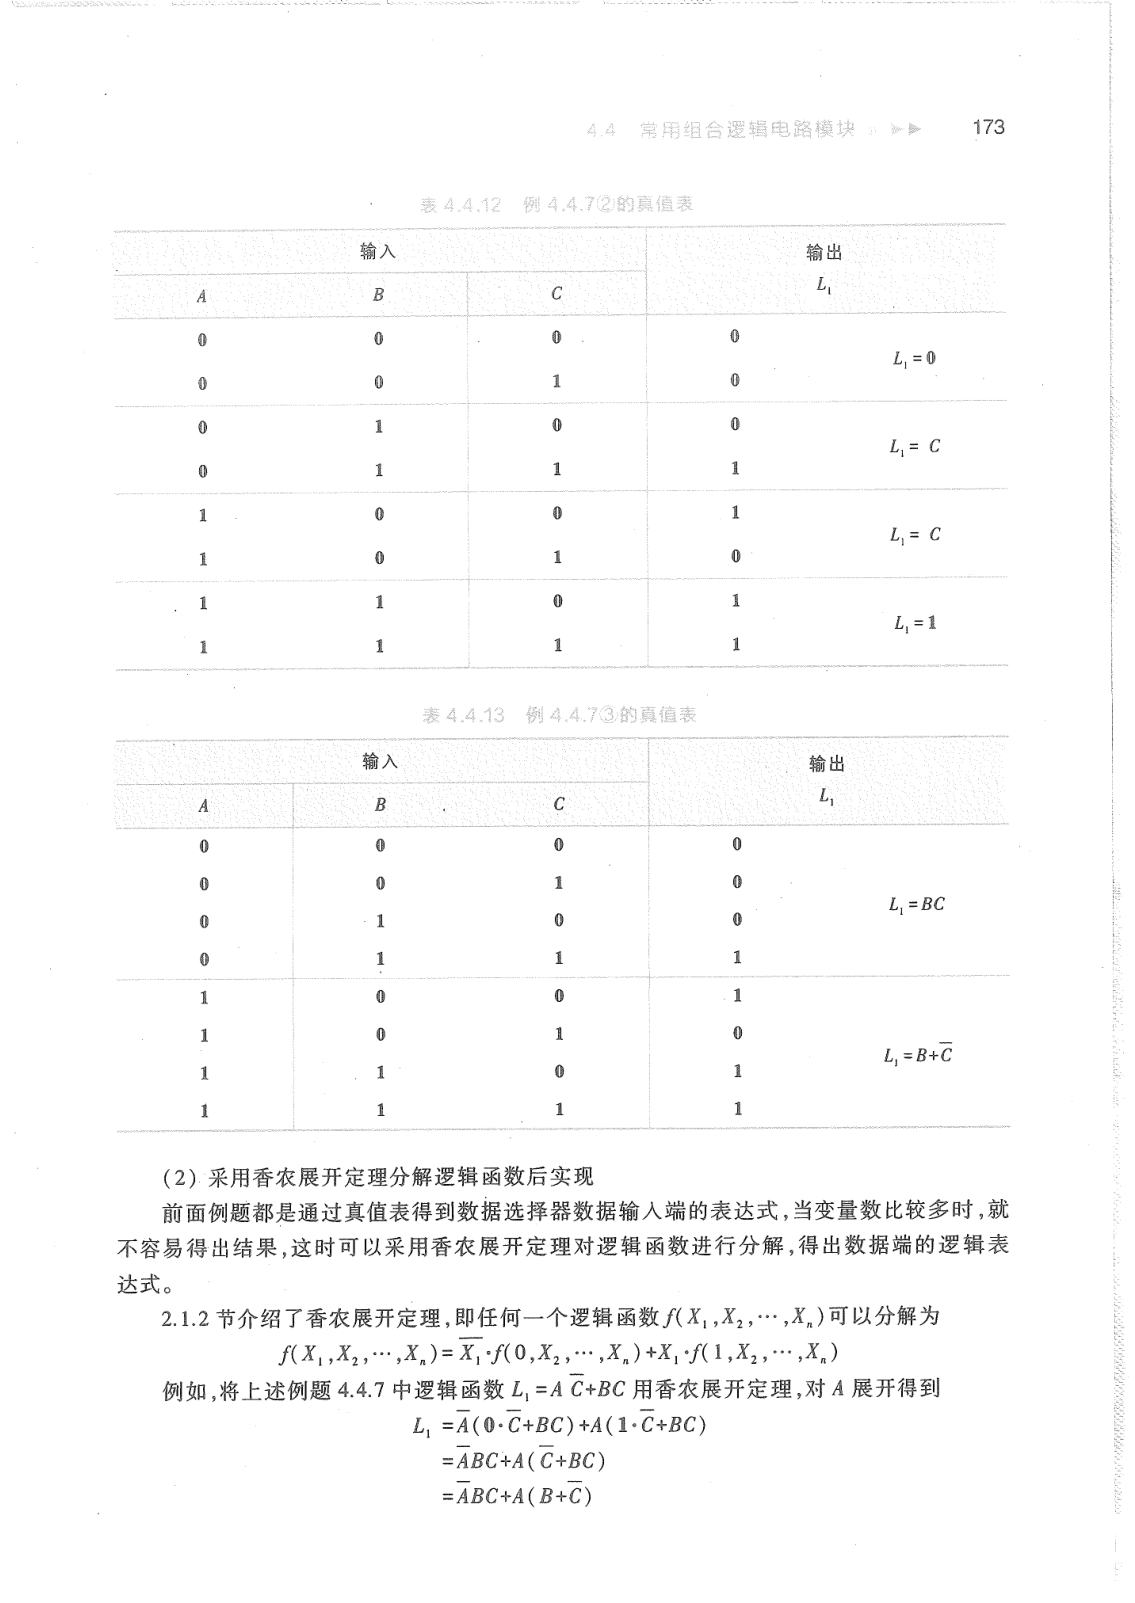 4.4 常用组合逻辑电路模块 173
表 4.4.12 例 4.4.7②的真值表
输入 输出
A B C L₁
0 0 0 0
L₁=0
0 0 1 0
0 1 0 0
L₁= C
0 1 1 1
1 0 0 1
L₁= C
1 0 1 0
1 1 0 1
L₁=1
1 1 1 1
表 4.4.13 例 4.4.7③的真值表
输入 输出
A B C L₁
0 0 0 0
0 0 1 0
L₁=BC
0 1 0 0
0 1 1 1
1 0 0 1
1 0 1 0
L₁=B+C̅
1 1 0 1
1 1 1 1
(2) 采用香农展开定理分解逻辑函数后实现
前面例题都是通过真值表得到数据选择器数据输入端的表达式,当变量数比较多时,就
不容易得出结果,这时可以采用香农展开定理对逻辑函数进行分解,得出数据端的逻辑表
达式。
2.1.2 节介绍了香农展开定理,即任何一个逻辑函数 f(X₁,X₂,…,Xₙ)可以分解为
f(X₁,X₂,…,Xₙ)=X̅₁·f(0,X₂,…,Xₙ)+X₁·f(1,X₂,…,Xₙ)
例如,将上述例题 4.4.7 中逻辑函数 L₁=A C̅+BC 用香农展开定理,对 A 展开得到
L₁ =A̅(0·C̅+BC)+A(1·C̅+BC)
=A̅BC+A(C̅+BC)
=A̅BC+A(B+C̅)